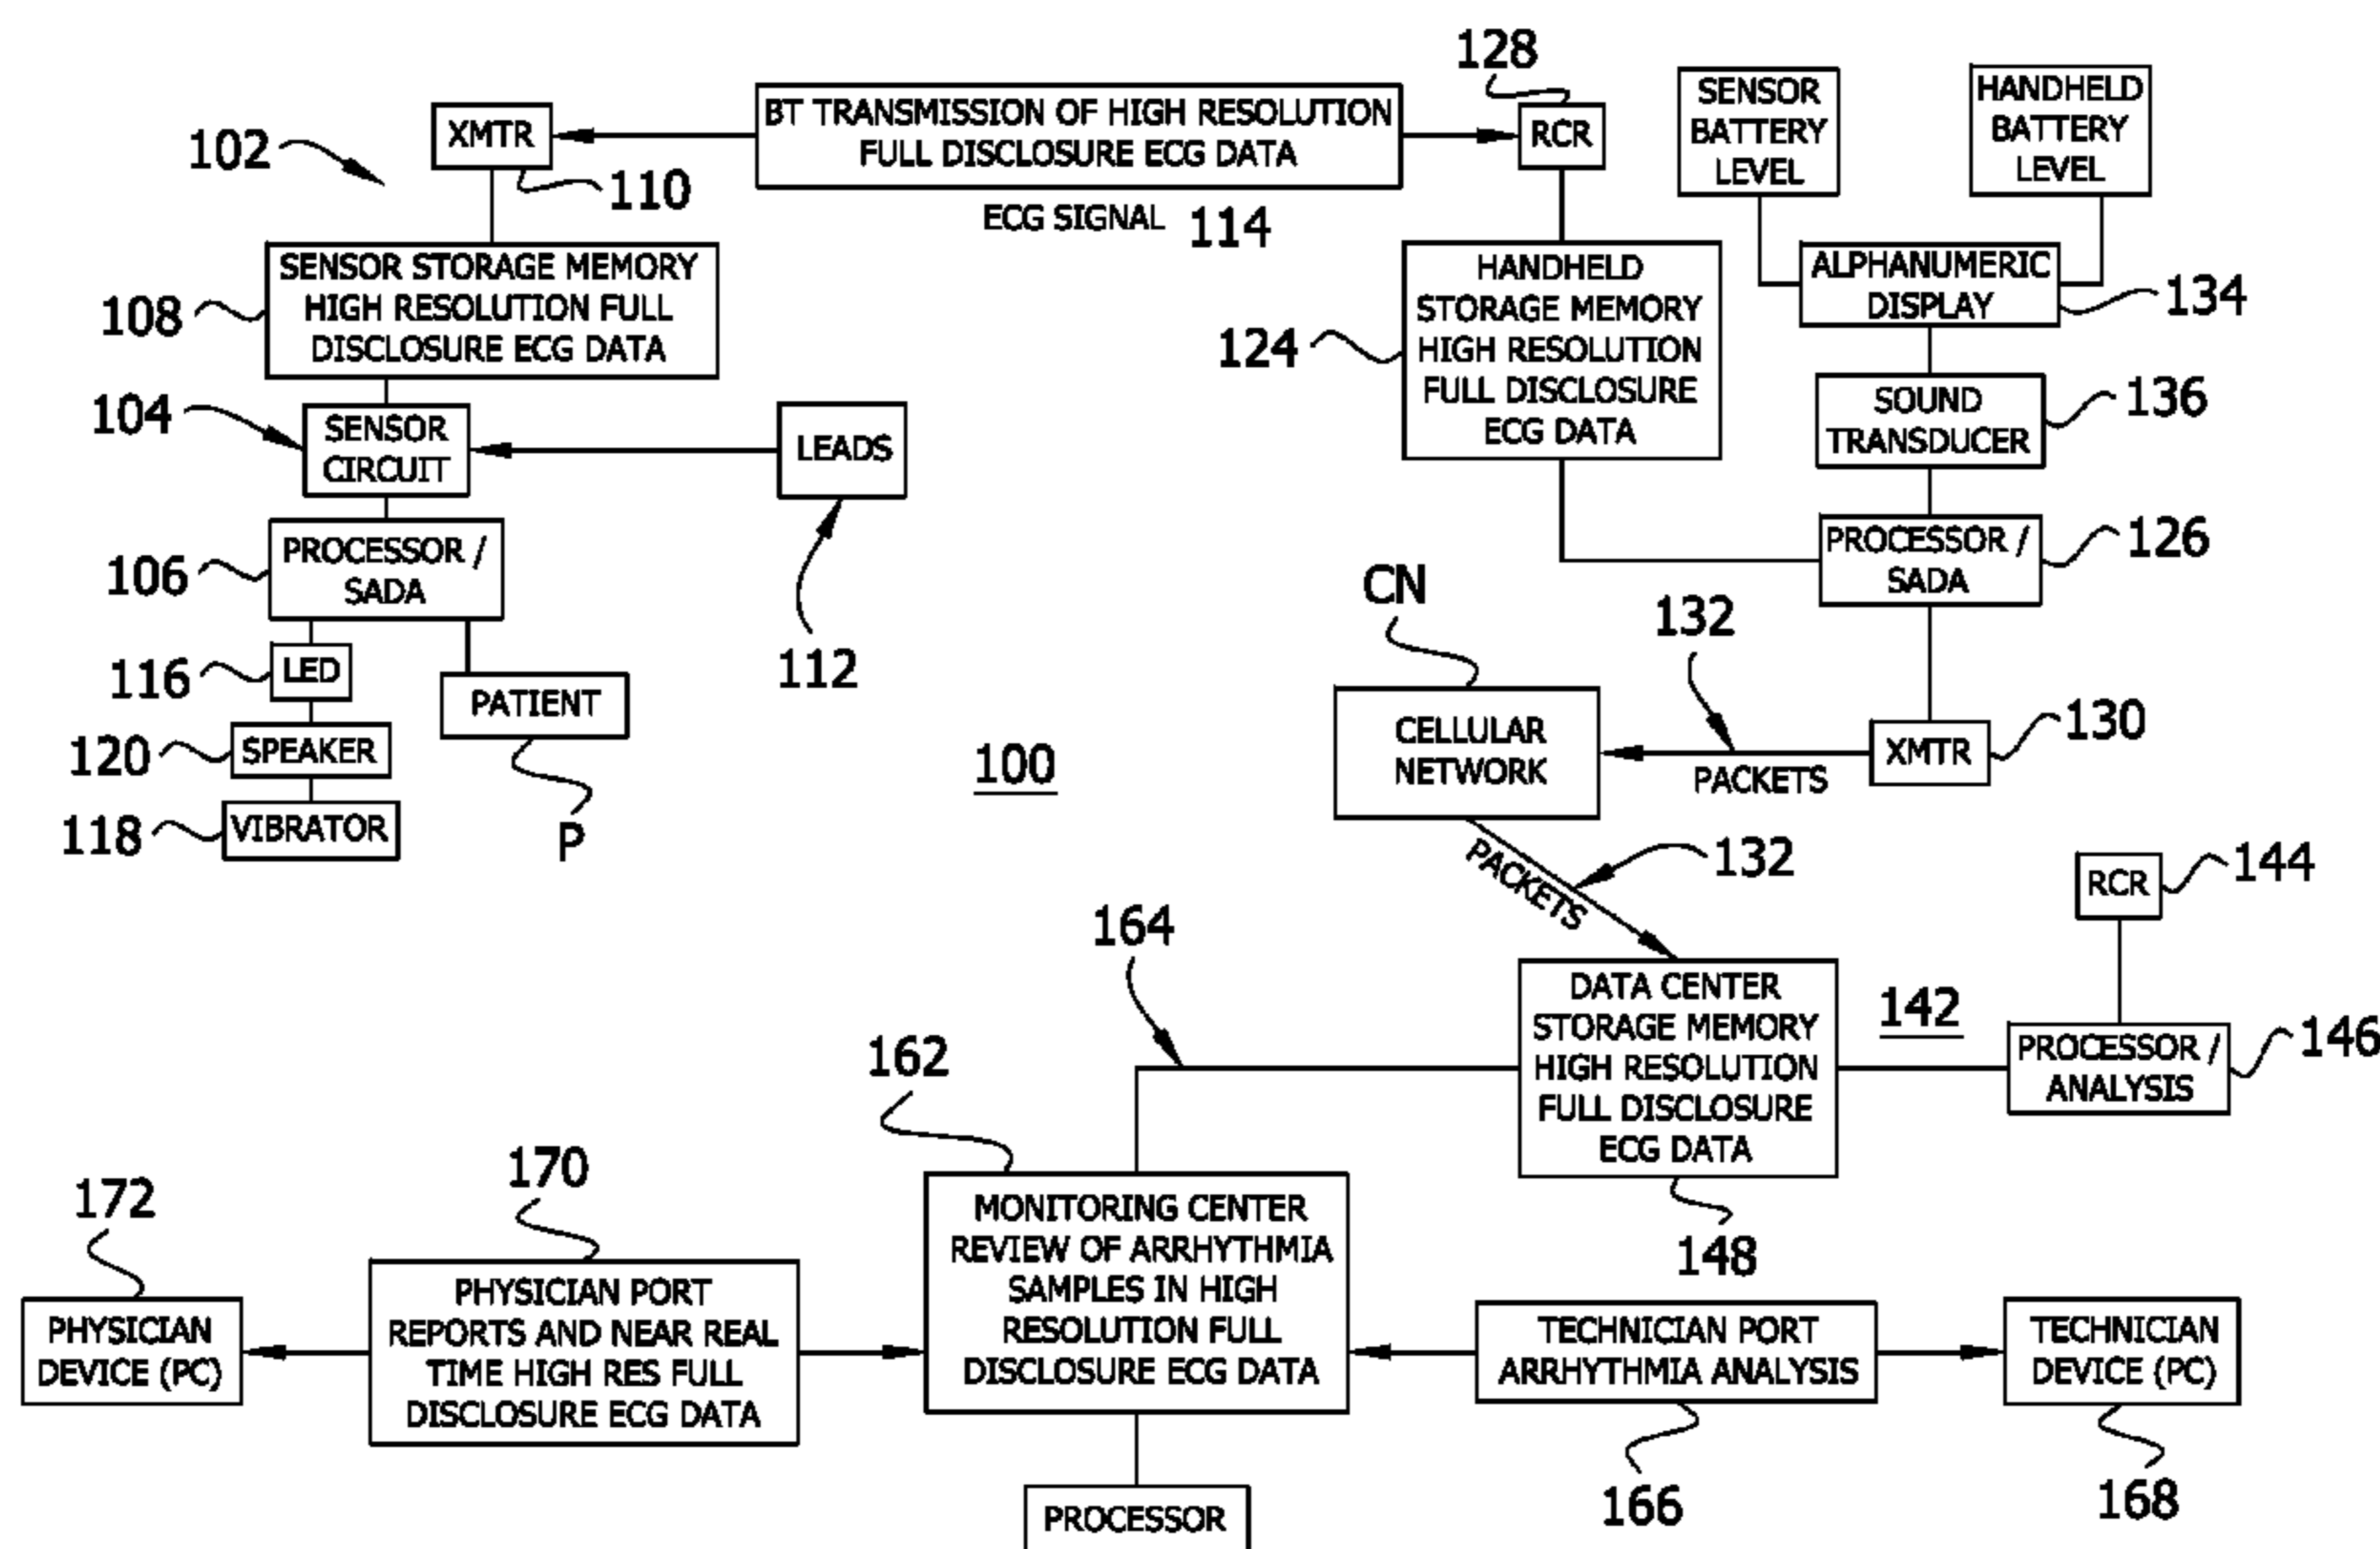 128
SENSOR
BATTERY
LEVEL
HANDHELD
BATTERY
LEVEL
102
XMTR
110
BT TRANSMISSION OF HIGH RESOLUTION
FULL DISCLOSURE ECG DATA
ECG SIGNAL 114
RCR
108
SENSOR STORAGE MEMORY
HIGH RESOLUTION FULL
DISCLOSURE ECG DATA
124
HANDHELD
STORAGE MEMORY
HIGH RESOLUTION
FULL DISCLOSURE
ECG DATA
ALPHANUMERIC
DISPLAY
134
104
SENSOR
CIRCUIT
LEADS
112
SOUND
TRANSDUCER
136
106
PROCESSOR /
SADA
PROCESSOR /
SADA
126
116
LED
PATIENT
P
120
SPEAKER
118
VIBRATOR
100
CN
CELLULAR
NETWORK
132
PACKETS
XMTR
130
PACKETS
132
RCR
144
164
DATA CENTER
STORAGE MEMORY
HIGH RESOLUTION
FULL DISCLOSURE
ECG DATA
148
142
PROCESSOR /
ANALYSIS
146
162
MONITORING CENTER
REVIEW OF ARRHYTHMIA
SAMPLES IN HIGH
RESOLUTION FULL
DISCLOSURE ECG DATA
172
PHYSICIAN
DEVICE (PC)
170
PHYSICIAN PORT
REPORTS AND NEAR REAL
TIME HIGH RES FULL
DISCLOSURE ECG DATA
TECHNICIAN PORT
ARRHYTHMIA ANALYSIS
166
TECHNICIAN
DEVICE (PC)
168
PROCESSOR